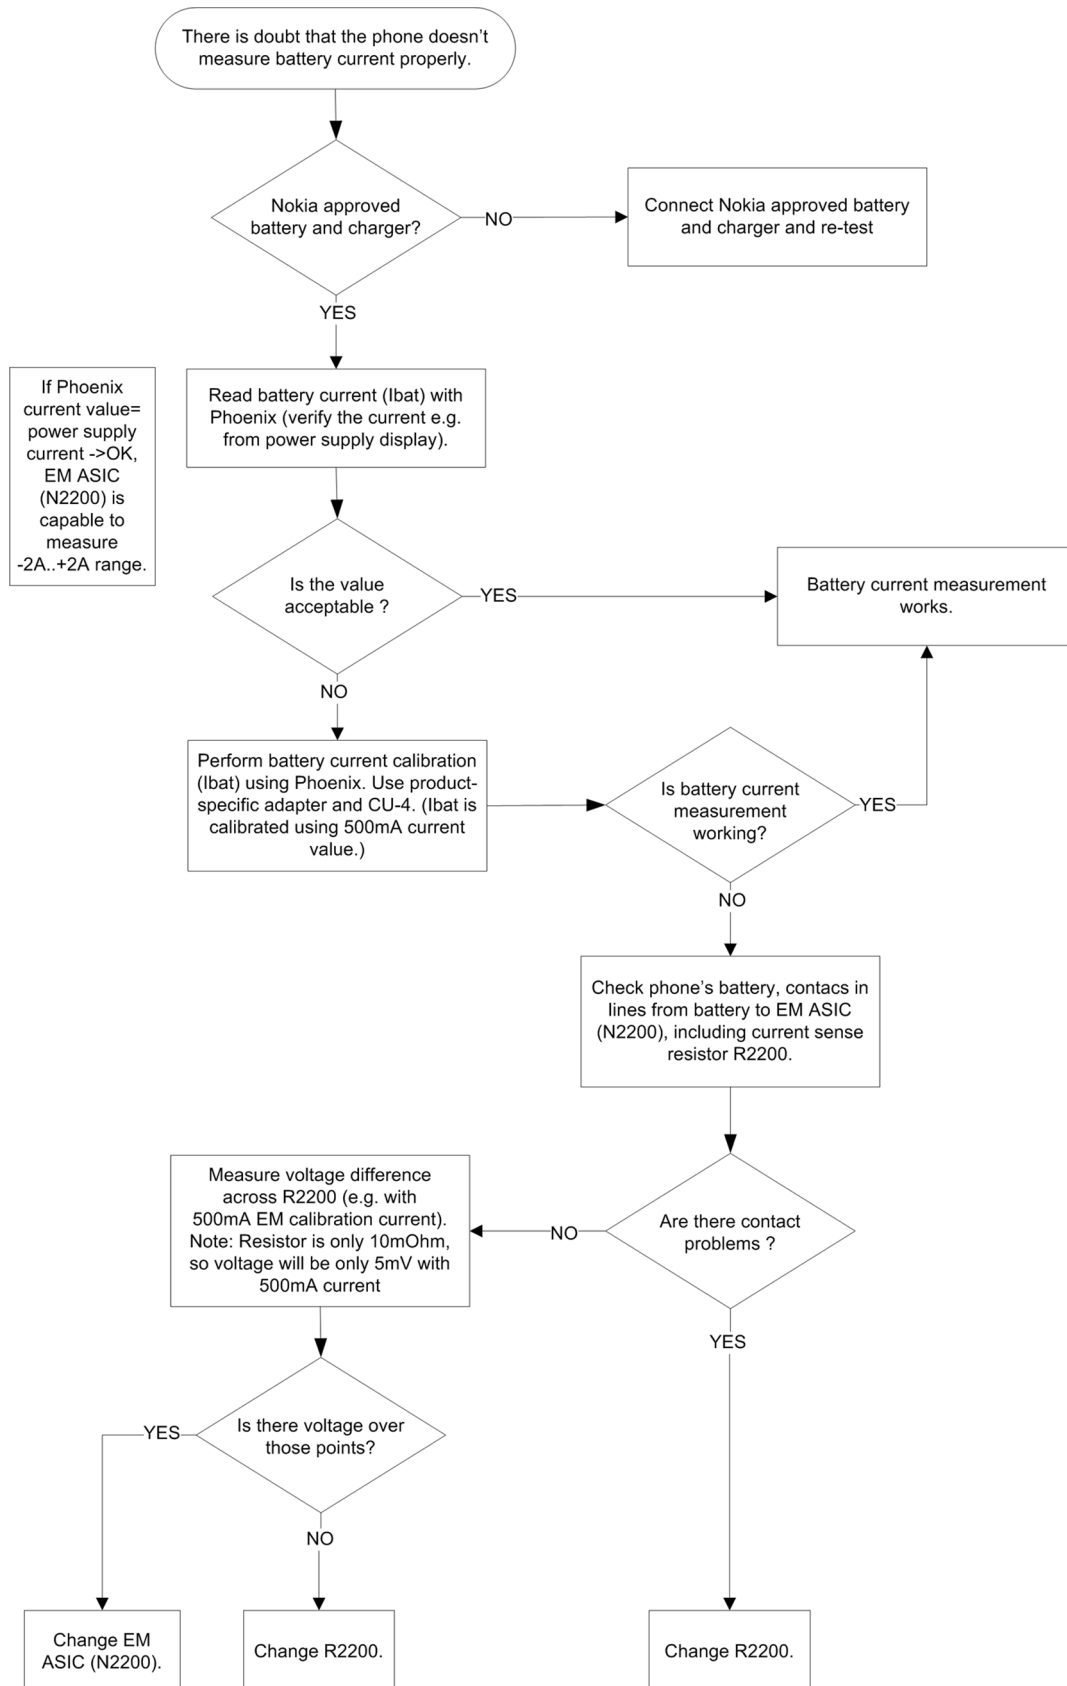 There is doubt that the phone doesn't
measure battery current properly.
Nokia approved
battery and charger?
NO
Connect Nokia approved battery
and charger and re-test
YES
If Phoenix
current value=
power supply
current ->OK,
EM ASIC
(N2200) is
capable to
measure
-2A..+2A range.
Read battery current (Ibat) with
Phoenix (verify the current e.g.
from power supply display).
Is the value
acceptable ?
YES
Battery current measurement
works.
NO
Perform battery current calibration
(Ibat) using Phoenix. Use product-
specific adapter and CU-4. (Ibat is
calibrated using 500mA current
value.)
Is battery current
measurement
working?
YES
NO
Check phone's battery, contacs in
lines from battery to EM ASIC
(N2200), including current sense
resistor R2200.
Are there contact
problems ?
NO
Measure voltage difference
across R2200 (e.g. with
500mA EM calibration current).
Note: Resistor is only 10mOhm,
so voltage will be only 5mV with
500mA current
YES
Is there voltage over
those points?
YES
NO
Change EM
ASIC (N2200).
Change R2200.
Change R2200.